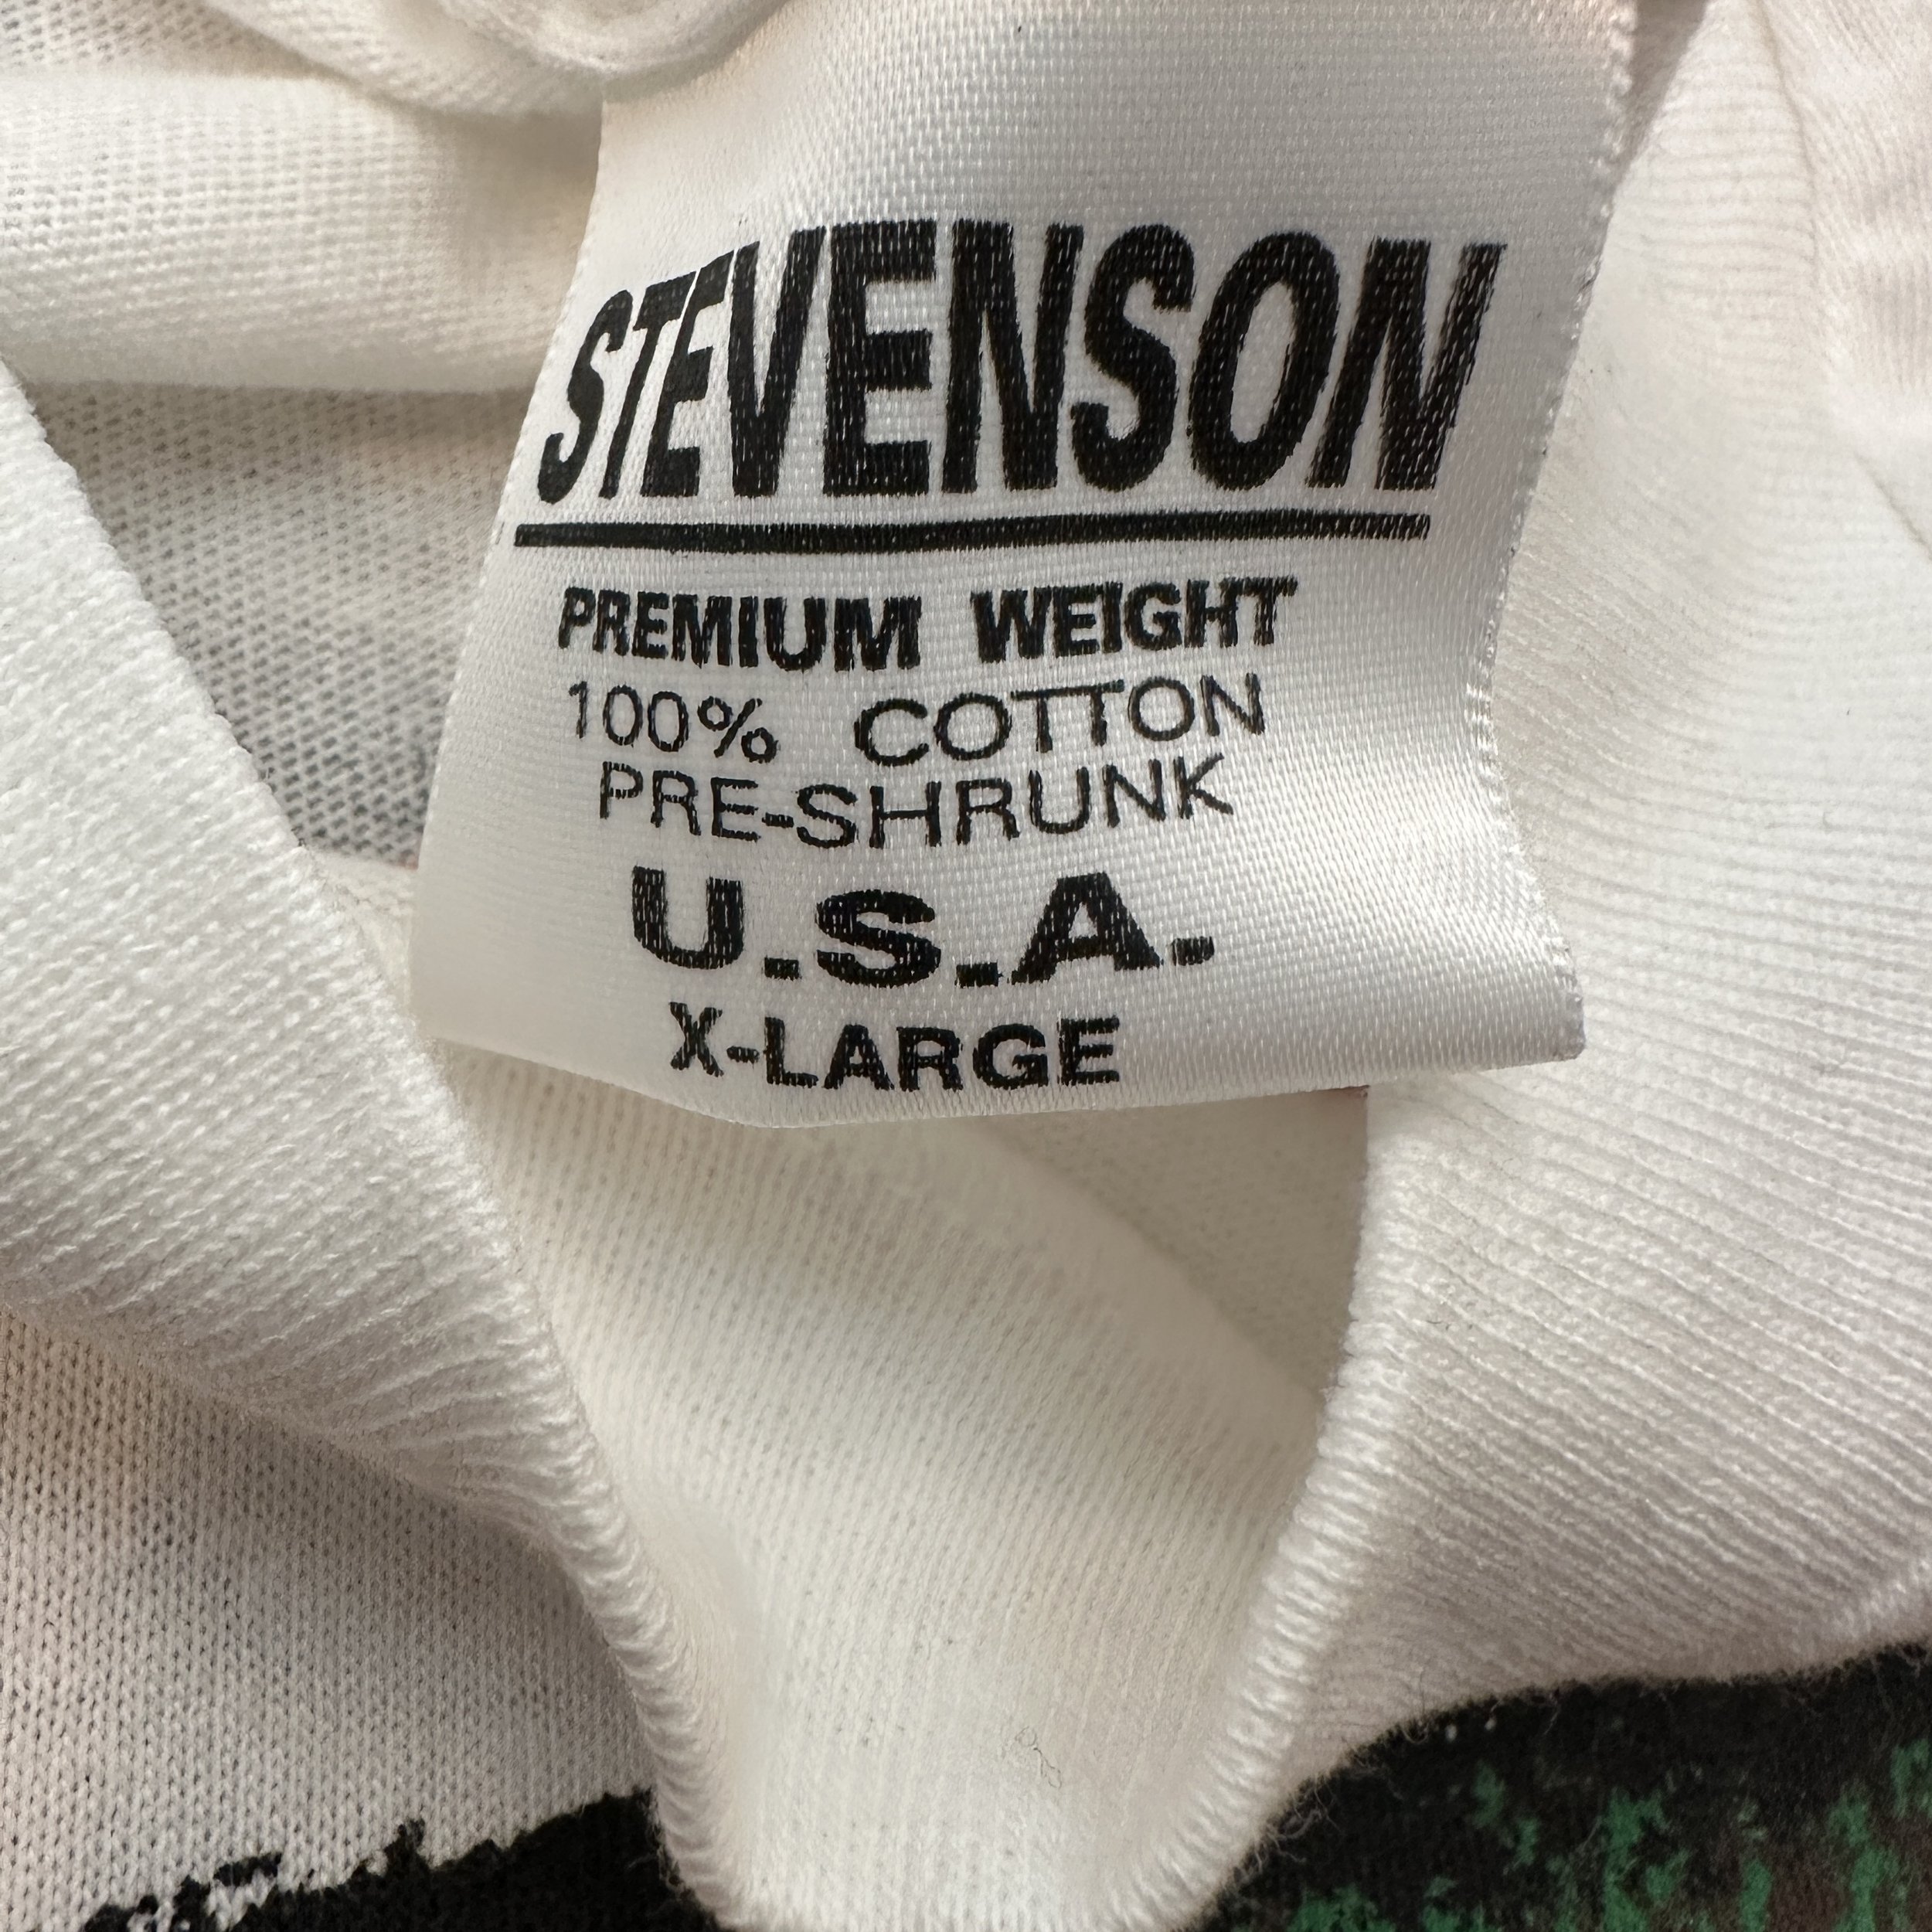 STEVENSON
PREMIUM WEIGHT
100% COTTON
PRE-SHRUNK
U.S.A.
X-LARGE